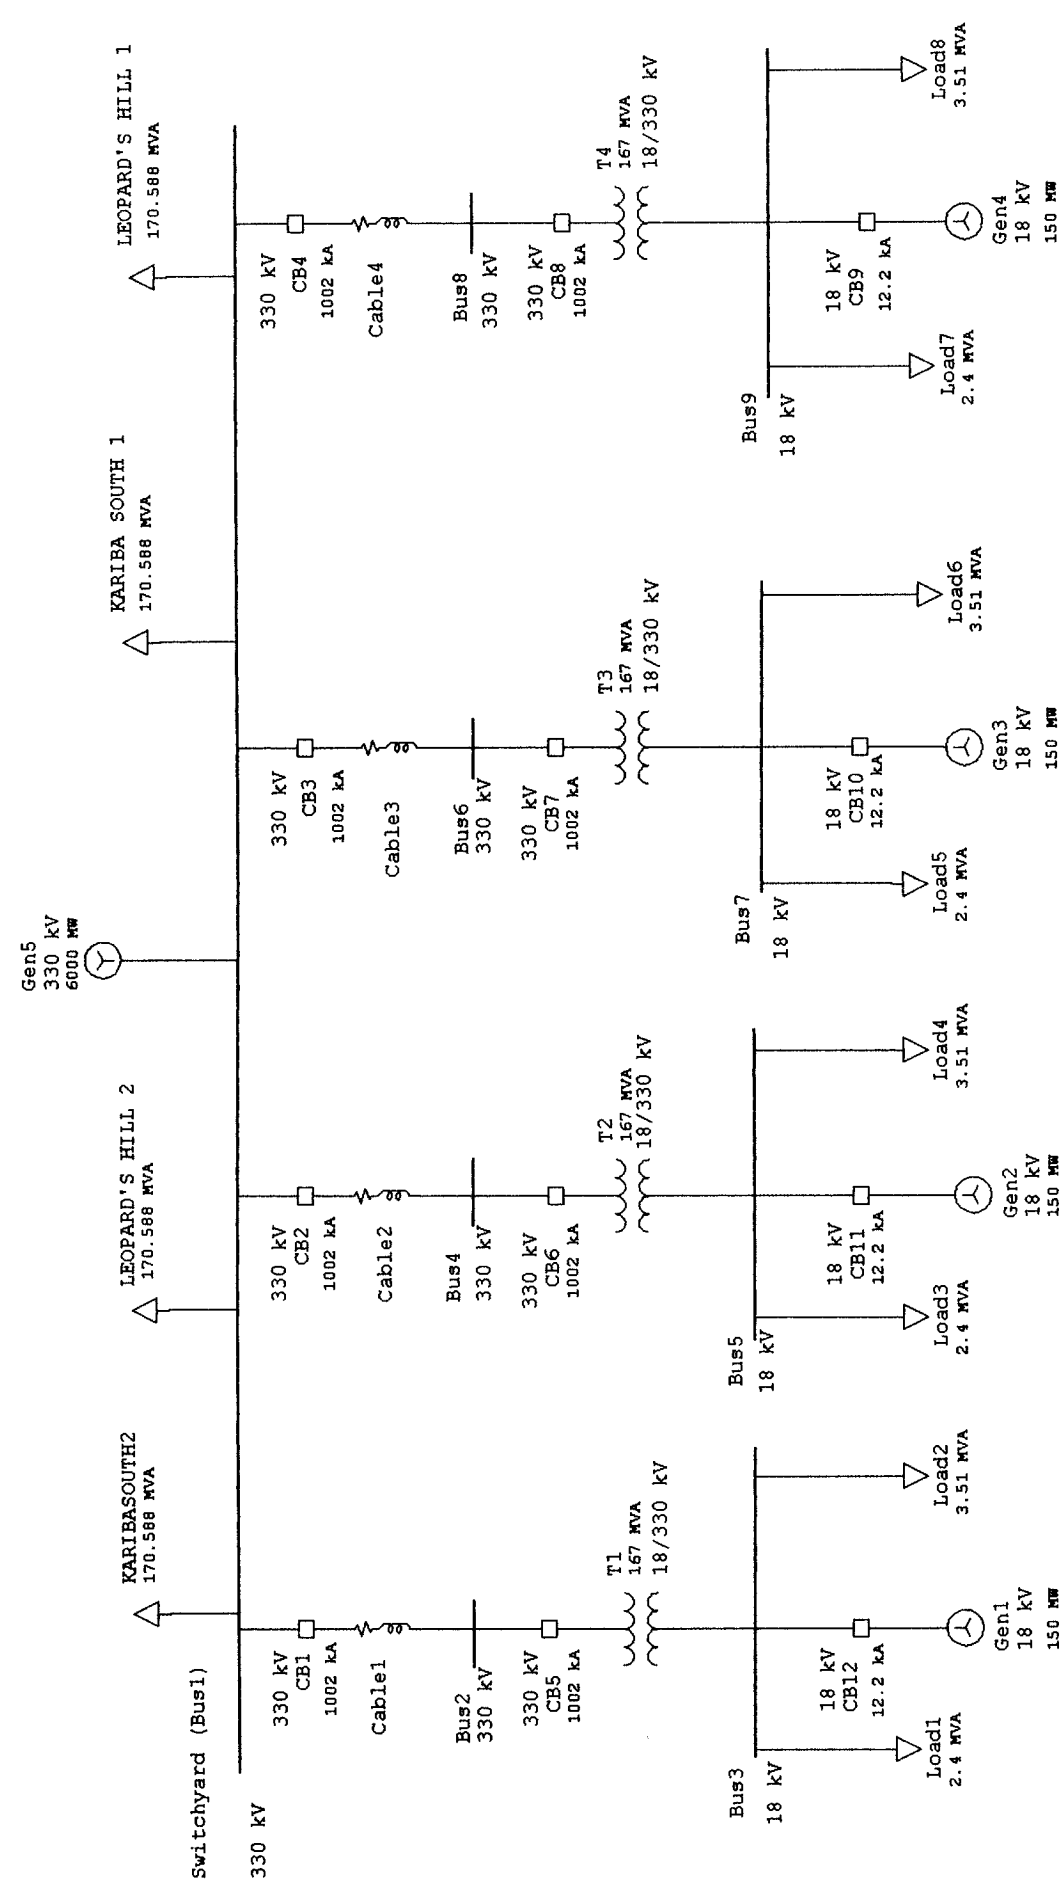 Switchyard (Bus1)
330 kV
KARIBASOUTH2
170.588 MVA
LEOPARD'S HILL 2
170.588 MVA
Gen5
330 kV
6000 MW
KARIBA SOUTH 1
170.588 MVA
LEOPARD'S HILL 1
170.588 MVA
330 kV
CB1
1002 kA
330 kV
CB2
1002 kA
330 kV
CB3
1002 kA
330 kV
CB4
1002 kA
Cable1
Cable2
Cable3
Cable4
Bus2
330 kV
Bus4
330 kV
Bus6
330 kV
Bus8
330 kV
330 kV
CB5
1002 kA
330 kV
CB6
1002 kA
330 kV
CB7
1002 kA
330 kV
CB8
1002 kA
T1
167 MVA
18/330 kV
T2
167 MVA
18/330 kV
T3
167 MVA
18/330 kV
T4
167 MVA
18/330 kV
Bus3
18 kV
Bus5
18 kV
Bus7
18 kV
Bus9
18 kV
18 kV
CB12
12.2 kA
18 kV
CB11
12.2 kA
18 kV
CB10
12.2 kA
18 kV
CB9
12.2 kA
Load1
2.4 MVA
Gen1
18 kV
150 MW
Load2
3.51 MVA
Load3
2.4 MVA
Gen2
18 kV
150 MW
Load4
3.51 MVA
Load5
2.4 MVA
Gen3
18 kV
150 MW
Load6
3.51 MVA
Load7
2.4 MVA
Gen4
18 kV
150 MW
Load8
3.51 MVA